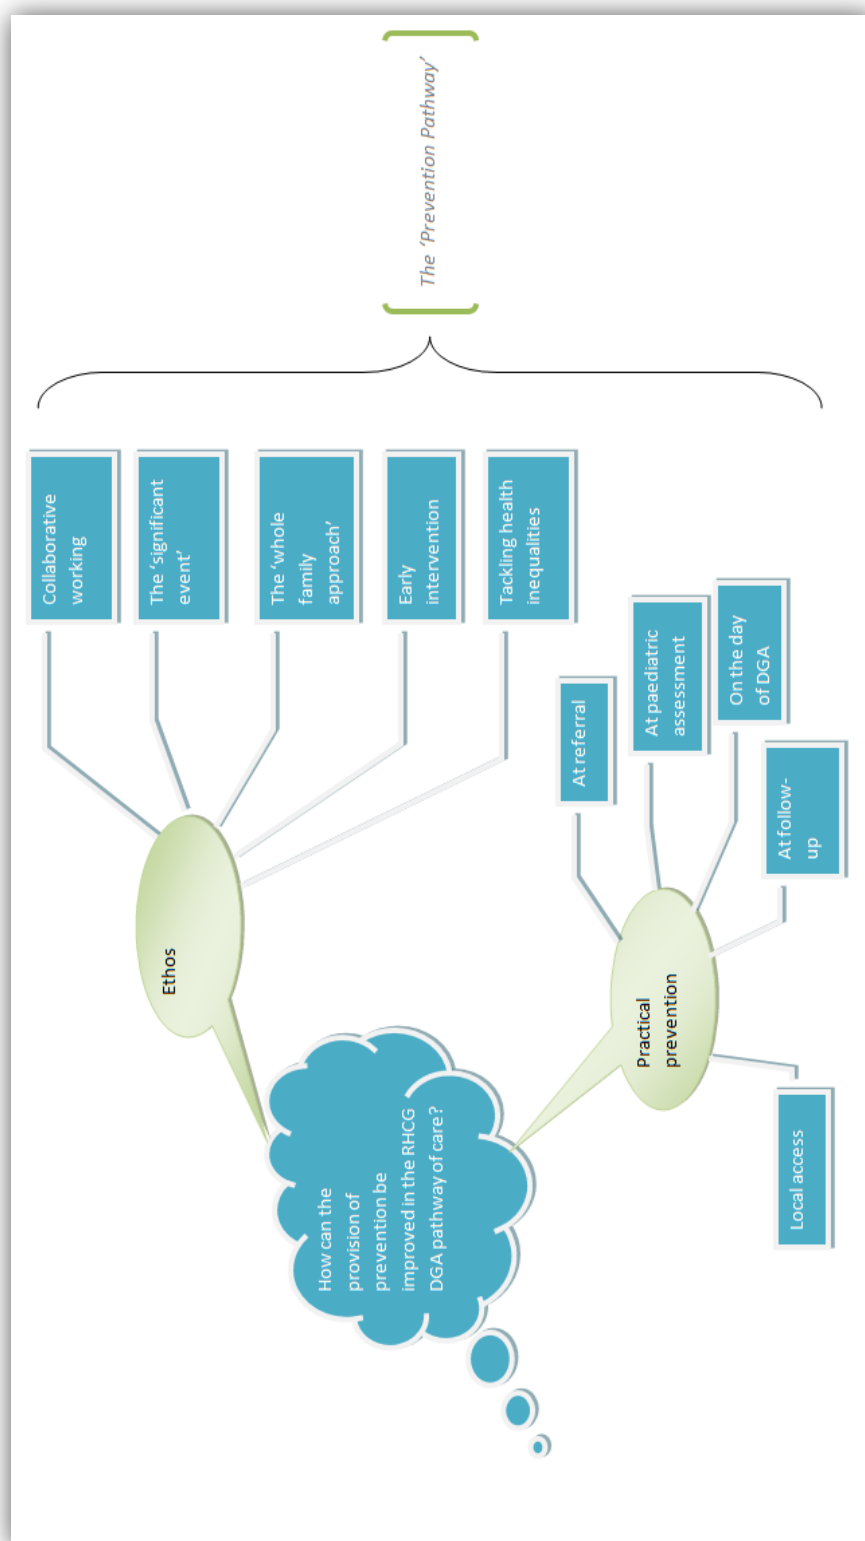 How can the
provision of
prevention be
improved in the RHCG
DGA pathway of care?
Ethos
Collaborative
working
The ‘significant
event’
The ‘whole
family
approach’
Early
intervention
Tackling health
inequalities
Practical
prevention
At referral
At paediatric
assessment
On the day
of DGA
At follow-
up
Local access
The ‘Prevention Pathway’